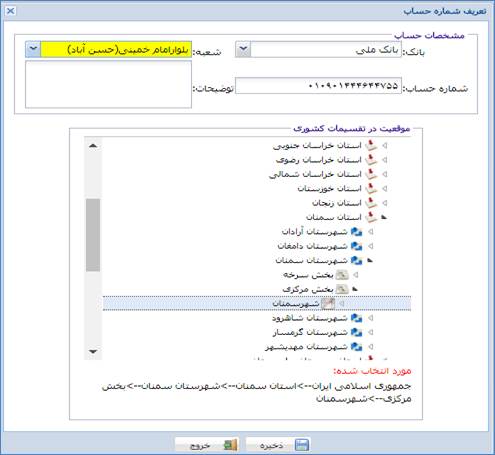 تعریف شماره حساب
مشخصات حساب
بانک: بانک ملی شعبه: بلوارامام خمینی(حسن آباد)
شماره حساب: ۰۱۰۹۰۱۴۴۴۶۴۴۷۵۵ توضیحات:
موقعیت در تقسیمات کشوری
استان خراسان جنوبی
استان خراسان رضوی
استان خراسان شمالی
استان خوزستان
استان زنجان
استان سمنان
شهرستان آرادان
شهرستان دامغان
شهرستان سمنان
بخش سرخه
بخش مرکزی
شهرسمنان
شهرستان شاهرود
شهرستان گرمسار
شهرستان مهدیشهر
مورد انتخاب شده:
جمهوری اسلامی ایران-->استان سمنان-->شهرستان سمنان-->بخش
مرکزی-->شهرسمنان
ذخیره خروج